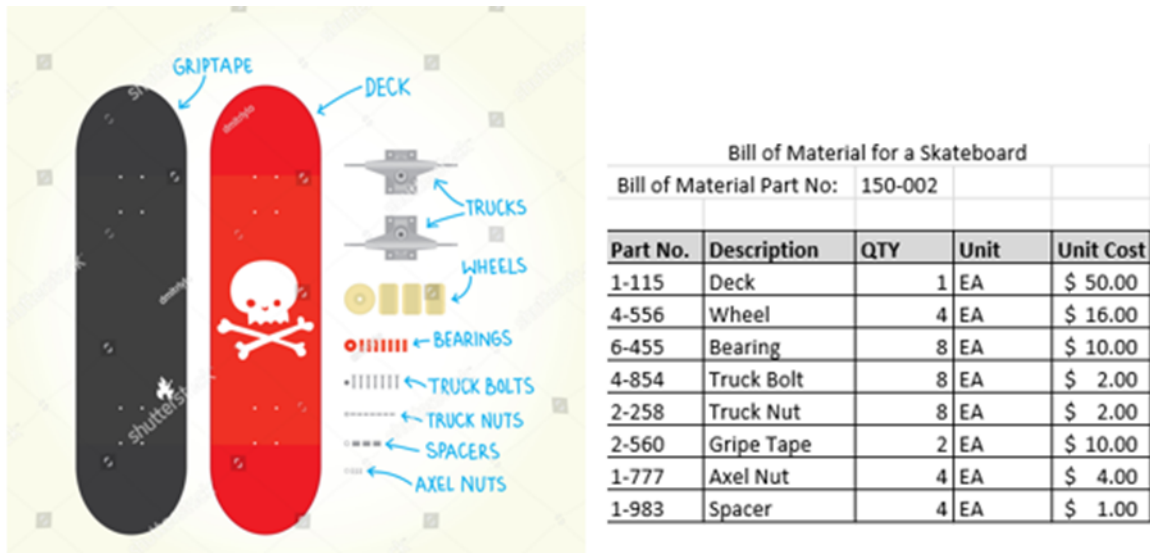 GRIPTAPE
DECK
TRUCKS
WHEELS
BEARINGS
TRUCK BOLTS
TRUCK NUTS
SPACERS
AXEL NUTS
shutterstock
dmitriylo
Bill of Material for a Skateboard
Bill of Material Part No: 150-002
Part No. Description QTY Unit Unit Cost
1-115 Deck 1 EA $ 50.00
4-556 Wheel 4 EA $ 16.00
6-455 Bearing 8 EA $ 10.00
4-854 Truck Bolt 8 EA $ 2.00
2-258 Truck Nut 8 EA $ 2.00
2-560 Gripe Tape 2 EA $ 10.00
1-777 Axel Nut 4 EA $ 4.00
1-983 Spacer 4 EA $ 1.00